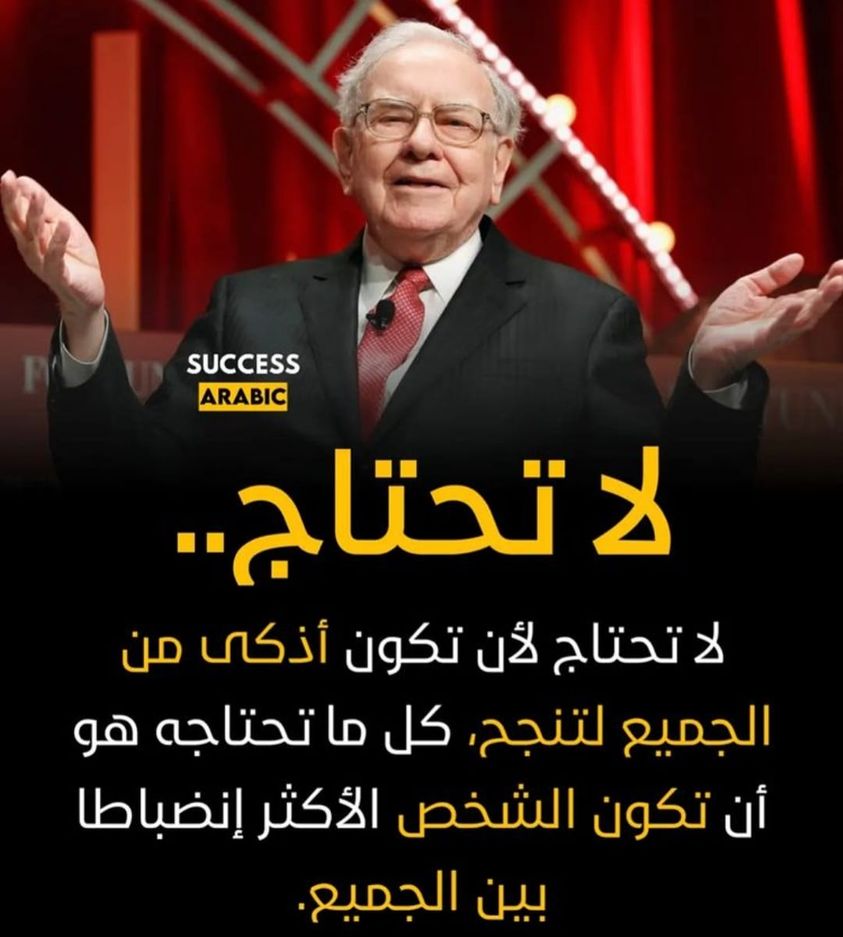 SUCCESS
ARABIC
لا تحتاج..
لا تحتاج لأن تكون أذكى من
الجميع لتنجح، كل ما تحتاجه هو
أن تكون الشخص الأكثر إنضباطا
بين الجميع.